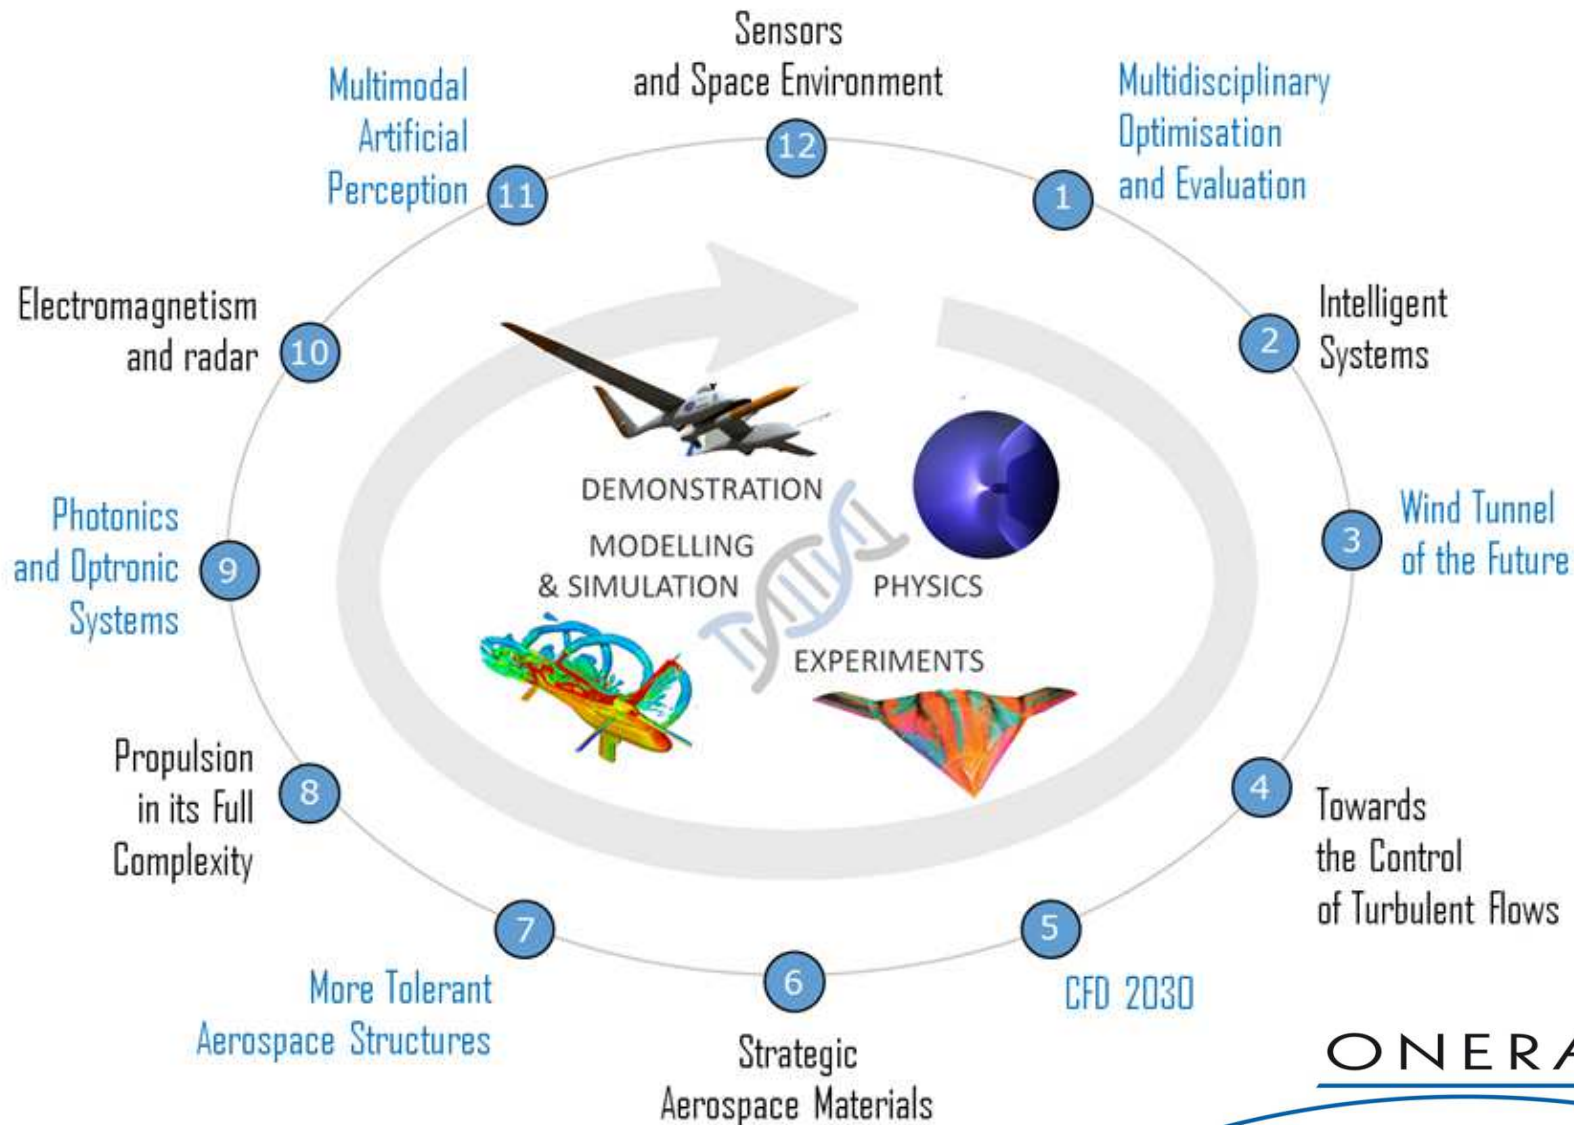 Sensors
and Space Environment
12
Multidisciplinary
Optimisation
and Evaluation
1
Intelligent
Systems
2
Wind Tunnel
of the Future
3
Towards
the Control
of Turbulent Flows
4
CFD 2030
5
Strategic
Aerospace Materials
6
More Tolerant
Aerospace Structures
7
Propulsion
in its Full
Complexity
8
Photonics
and Optronic
Systems
9
Electromagnetism
and radar
10
Multimodal
Artificial
Perception
11
DEMONSTRATION
MODELLING
& SIMULATION
PHYSICS
EXPERIMENTS
ONERA